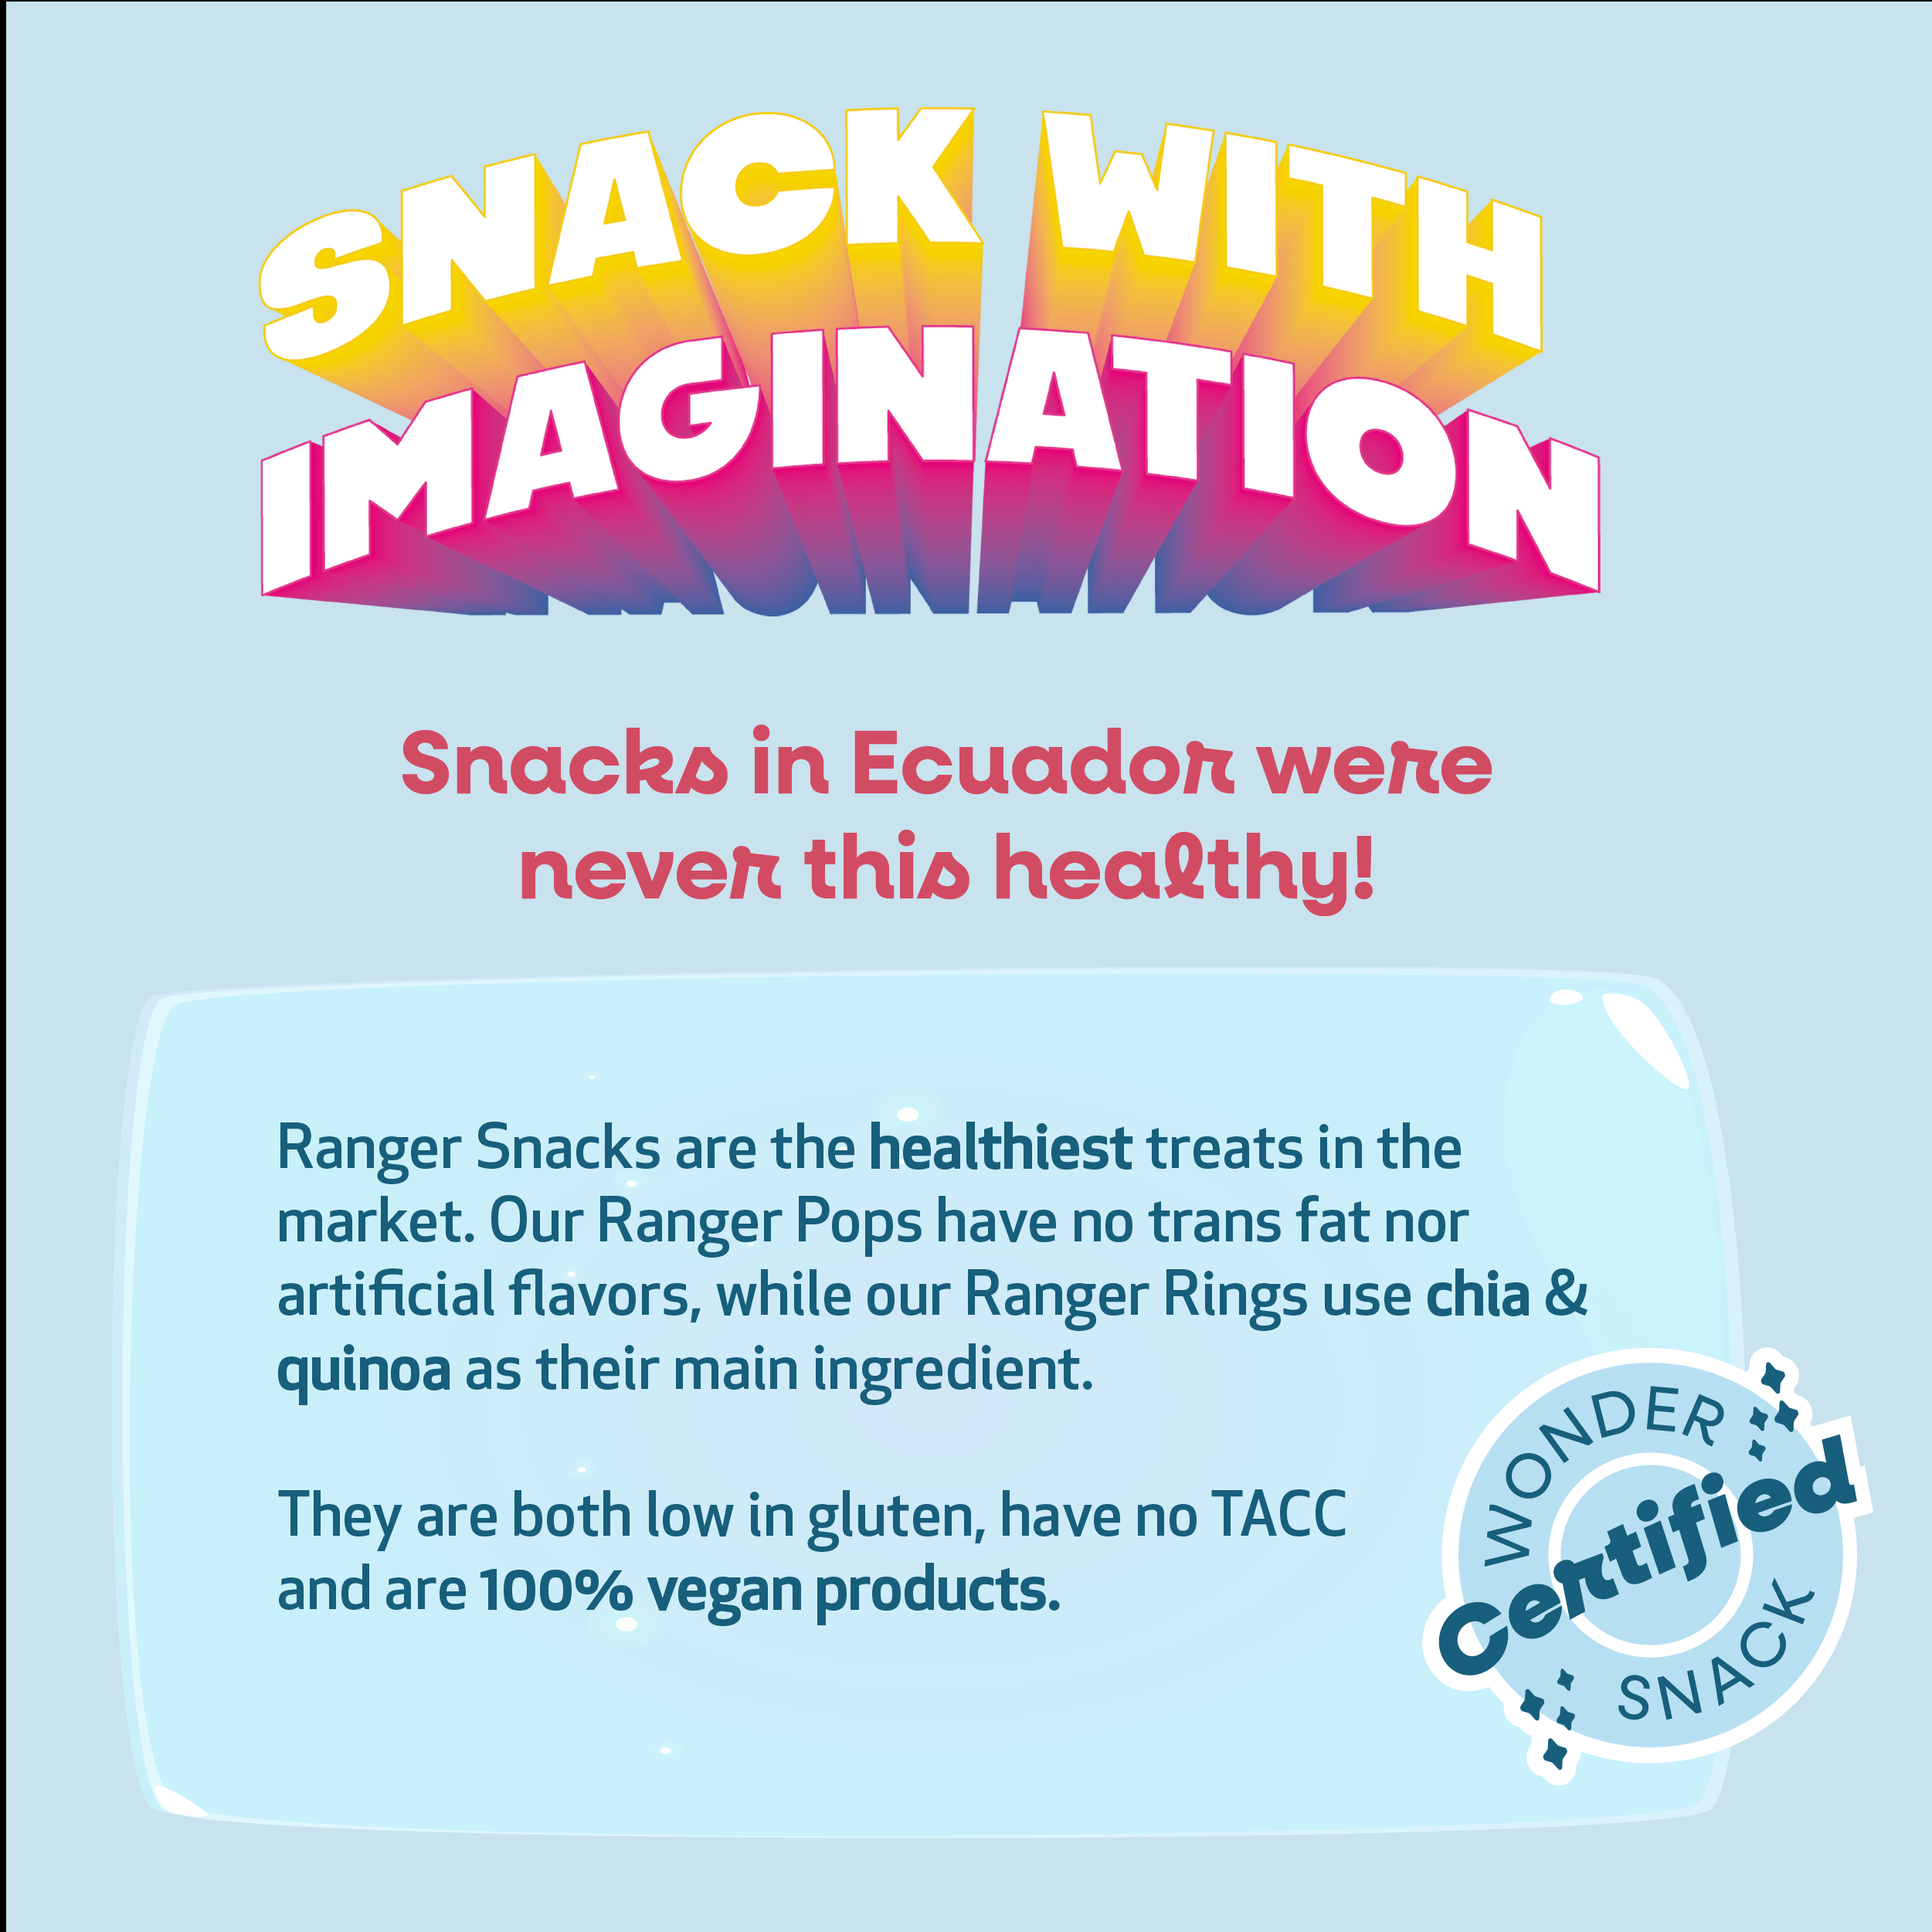 SNACK WITH
IMAGINATION
Snacks in Ecuador were
never this healthy!
Ranger Snacks are the healthiest treats in the
market. Our Ranger Pops have no trans fat nor
artificial flavors, while our Ranger Rings use chia &
quinoa as their main ingredient.
They are both low in gluten, have no TACC
and are 100% vegan products.
WONDER
Certified
SNACK